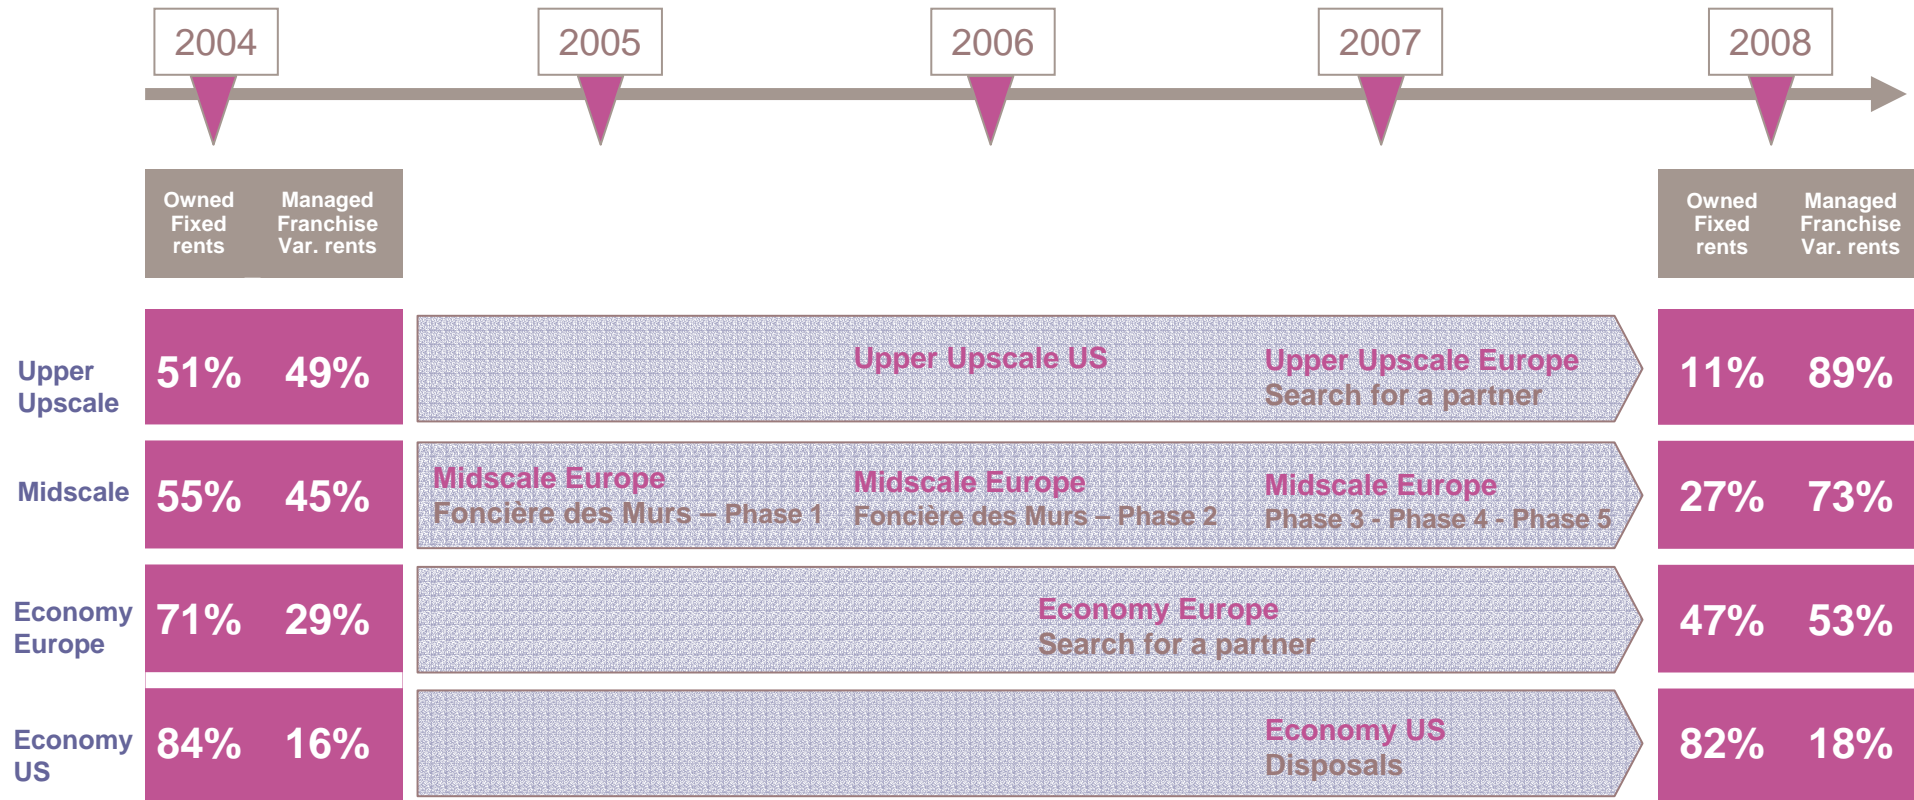 2004
2005
2006
2007
2008
Owned
Fixed
rents
Managed
Franchise
Var. rents
Owned
Fixed
rents
Managed
Franchise
Var. rents
Upper
Upscale
51% 49%
Upper Upscale US
Upper Upscale Europe
Search for a partner
11% 89%
Midscale
55% 45%
Midscale Europe
Foncière des Murs – Phase 1
Midscale Europe
Foncière des Murs – Phase 2
Midscale Europe
Phase 3 - Phase 4 - Phase 5
27% 73%
Economy
Europe
71% 29%
Economy Europe
Search for a partner
47% 53%
Economy
US
84% 16%
Economy US
Disposals
82% 18%